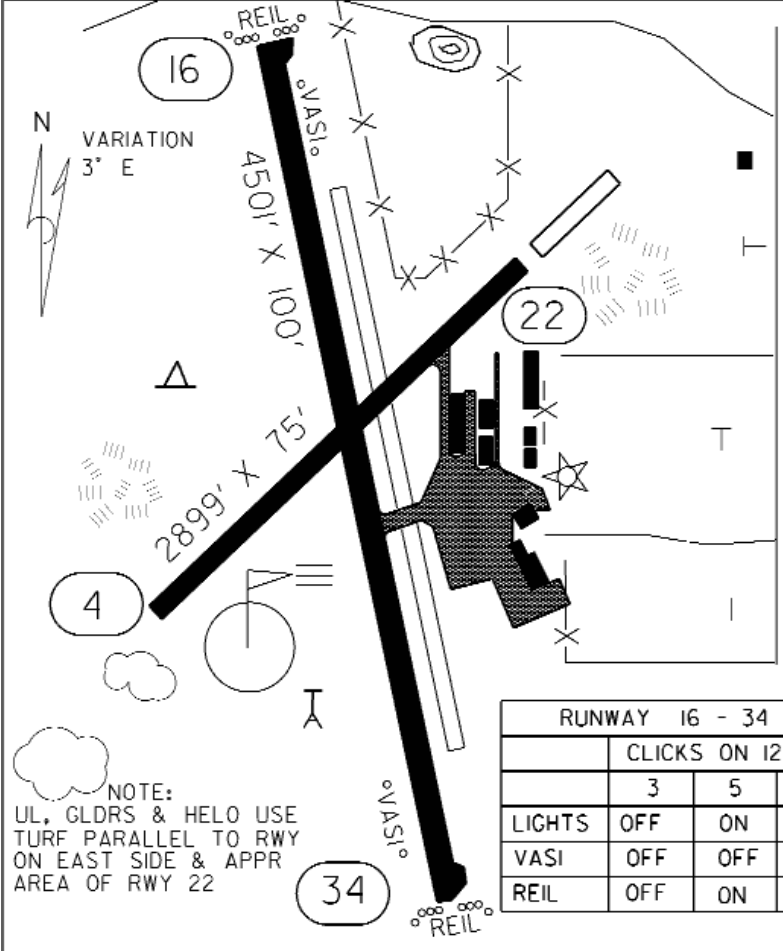 REIL
16
VASI
N
VARIATION
3° E
4501' X 100'
22
2899' X 75'
4
NOTE:
UL, GLDRS & HELO USE
TURF PARALLEL TO RWY
ON EAST SIDE & APPR
AREA OF RWY 22
VASI
34
REIL
RUNWAY 16 - 34
CLICKS ON 12
3 5
LIGHTS OFF ON
VASI OFF OFF
REIL OFF ON